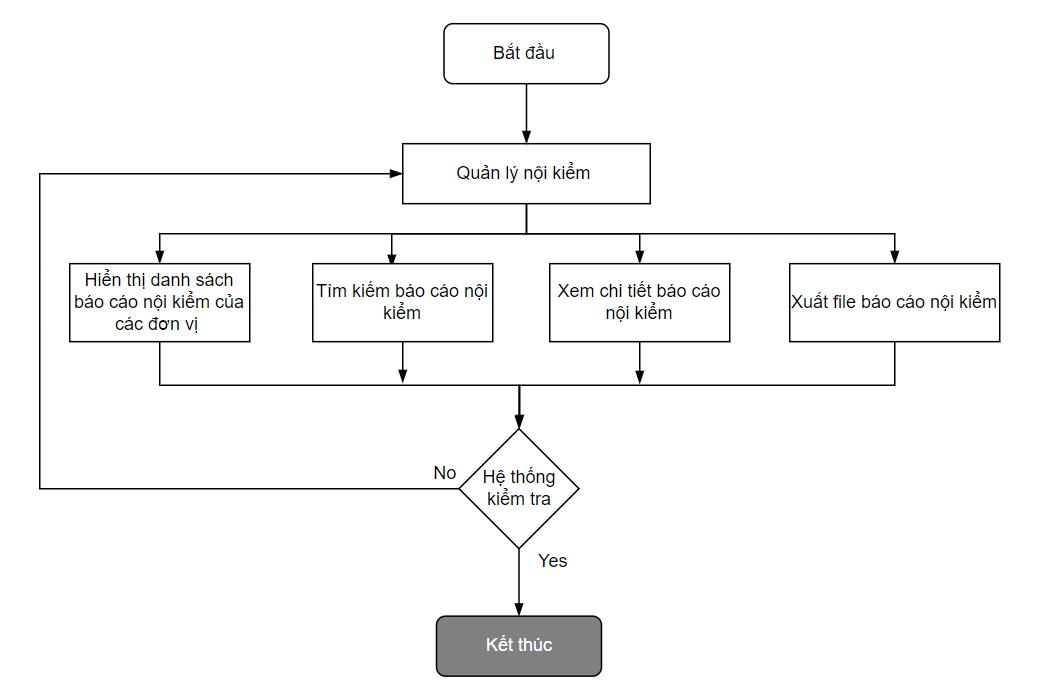 Bắt đầu
Quản lý nội kiểm
Hiển thị danh sách
báo cáo nội kiểm của
các đơn vị
Tìm kiếm báo cáo nội
kiểm
Xem chi tiết báo cáo
nội kiểm
Xuất file báo cáo nội kiểm
No
Hệ thống
kiểm tra
Yes
Kết thúc